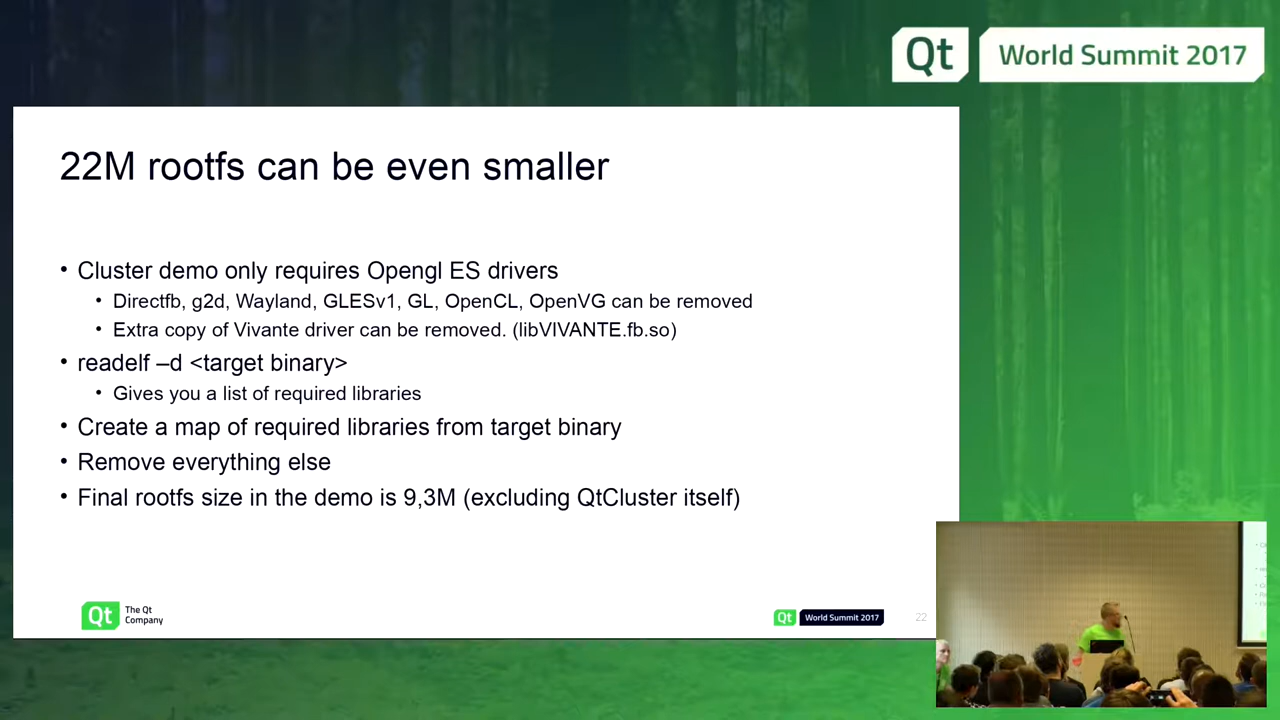 Qt World Summit 2017
22M rootfs can be even smaller
• Cluster demo only requires Opengl ES drivers
• Directfb, g2d, Wayland, GLESv1, GL, OpenCL, OpenVG can be removed
• Extra copy of Vivante driver can be removed. (libVIVANTE.fb.so)
• readelf –d <target binary>
• Gives you a list of required libraries
• Create a map of required libraries from target binary
• Remove everything else
• Final rootfs size in the demo is 9,3M (excluding QtCluster itself)
Qt The Qt
Company
Qt World Summit 2017
22